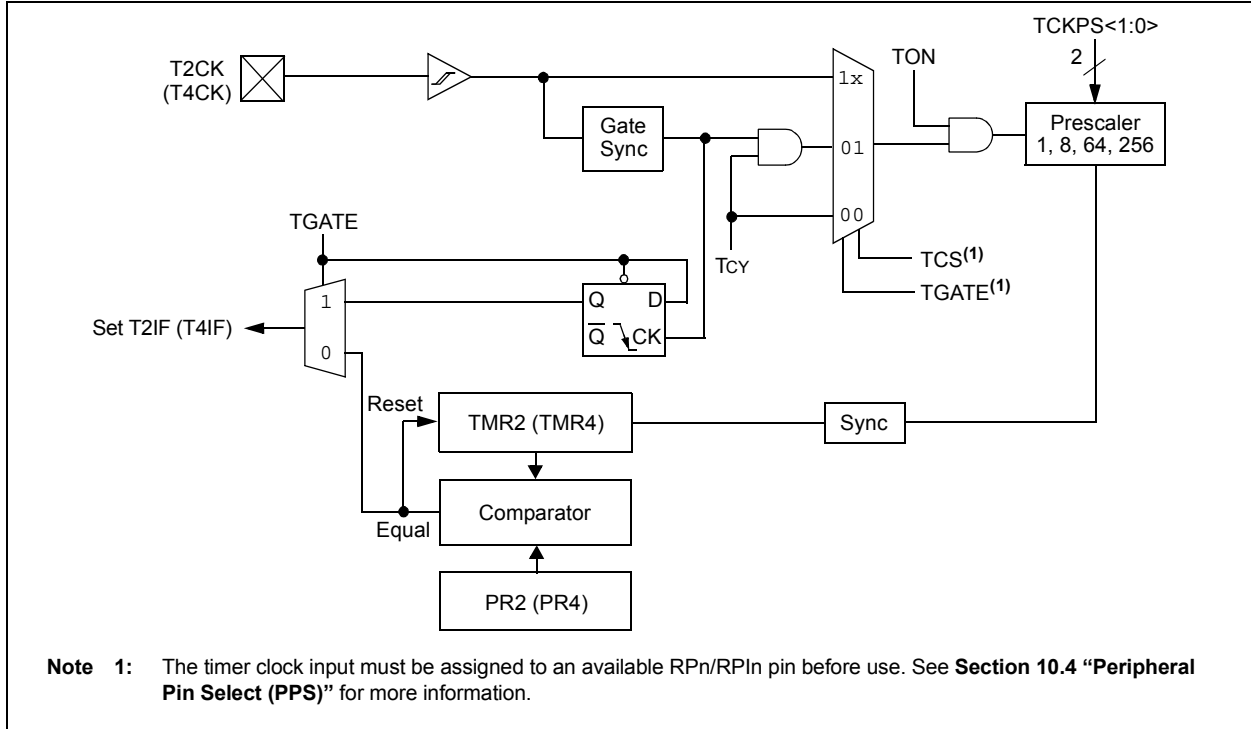 TCKPS<1:0>
2
T2CK
(T4CK)
TON
1x
Gate
Sync
Prescaler
1, 8, 64, 256
01
00
TGATE
TCY
TCS(1)
TGATE(1)
1
Q D
Set T2IF (T4IF)
Q CK
0
Reset
TMR2 (TMR4)
Sync
Comparator
Equal
PR2 (PR4)
Note 1: The timer clock input must be assigned to an available RPn/RPIn pin before use. See Section 10.4 “Peripheral
Pin Select (PPS)” for more information.